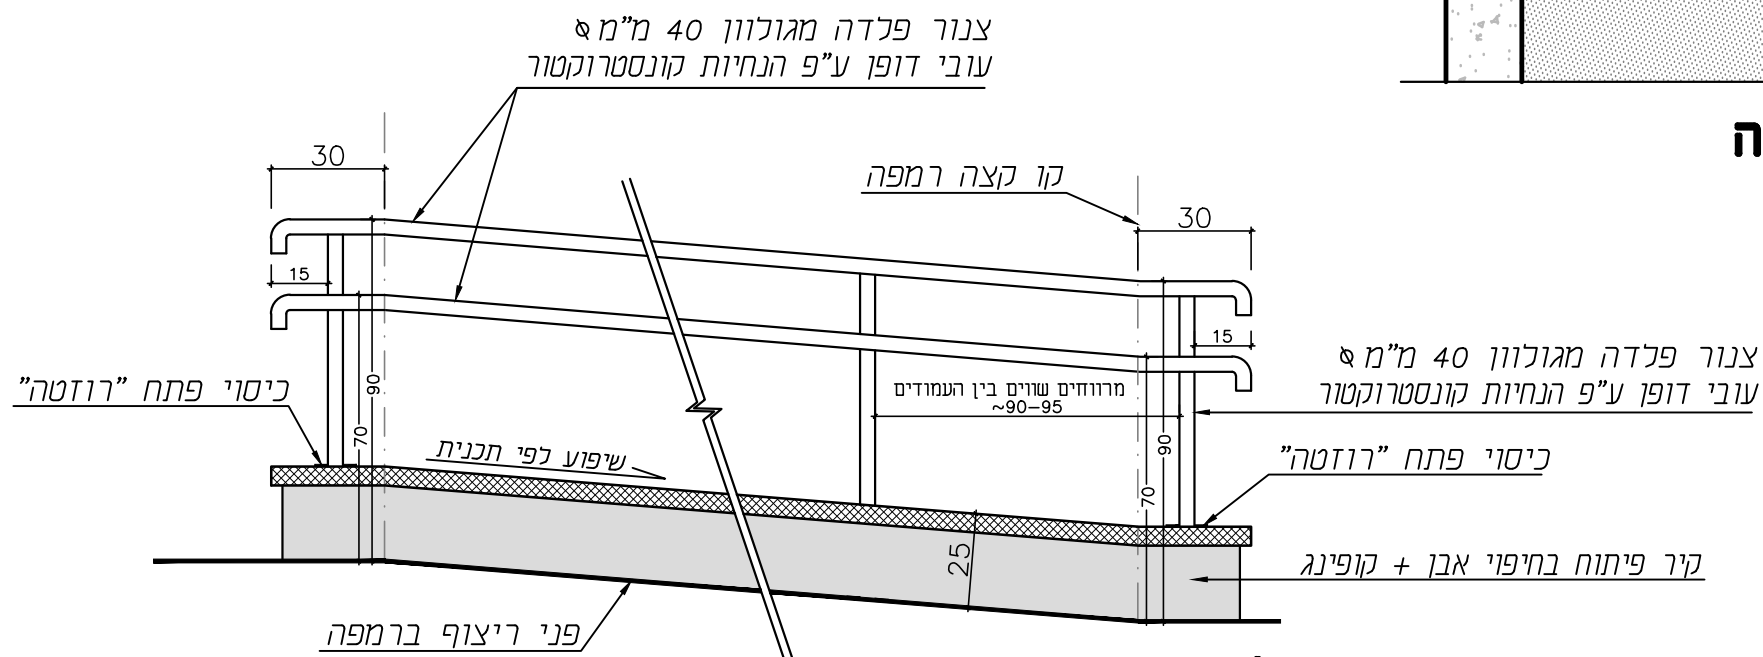 צנור פלדה מגולוון 40 מ"מ ⌀
עובי דופן ע"פ הנחיות קונסטרוקטור
ה
30
קו קצה רמפה
30
15
15
צנור פלדה מגולוון 40 מ"מ ⌀
עובי דופן ע"פ הנחיות קונסטרוקטור
כיסוי פתח "רוזטה"
90
70
מרווחים שווים בין העמודים
~90-95
שיפוע לפי תכנית
90
70
כיסוי פתח "רוזטה"
25
קיר פיתוח בחיפוי אבן + קופינג
פני ריצוף ברמפה